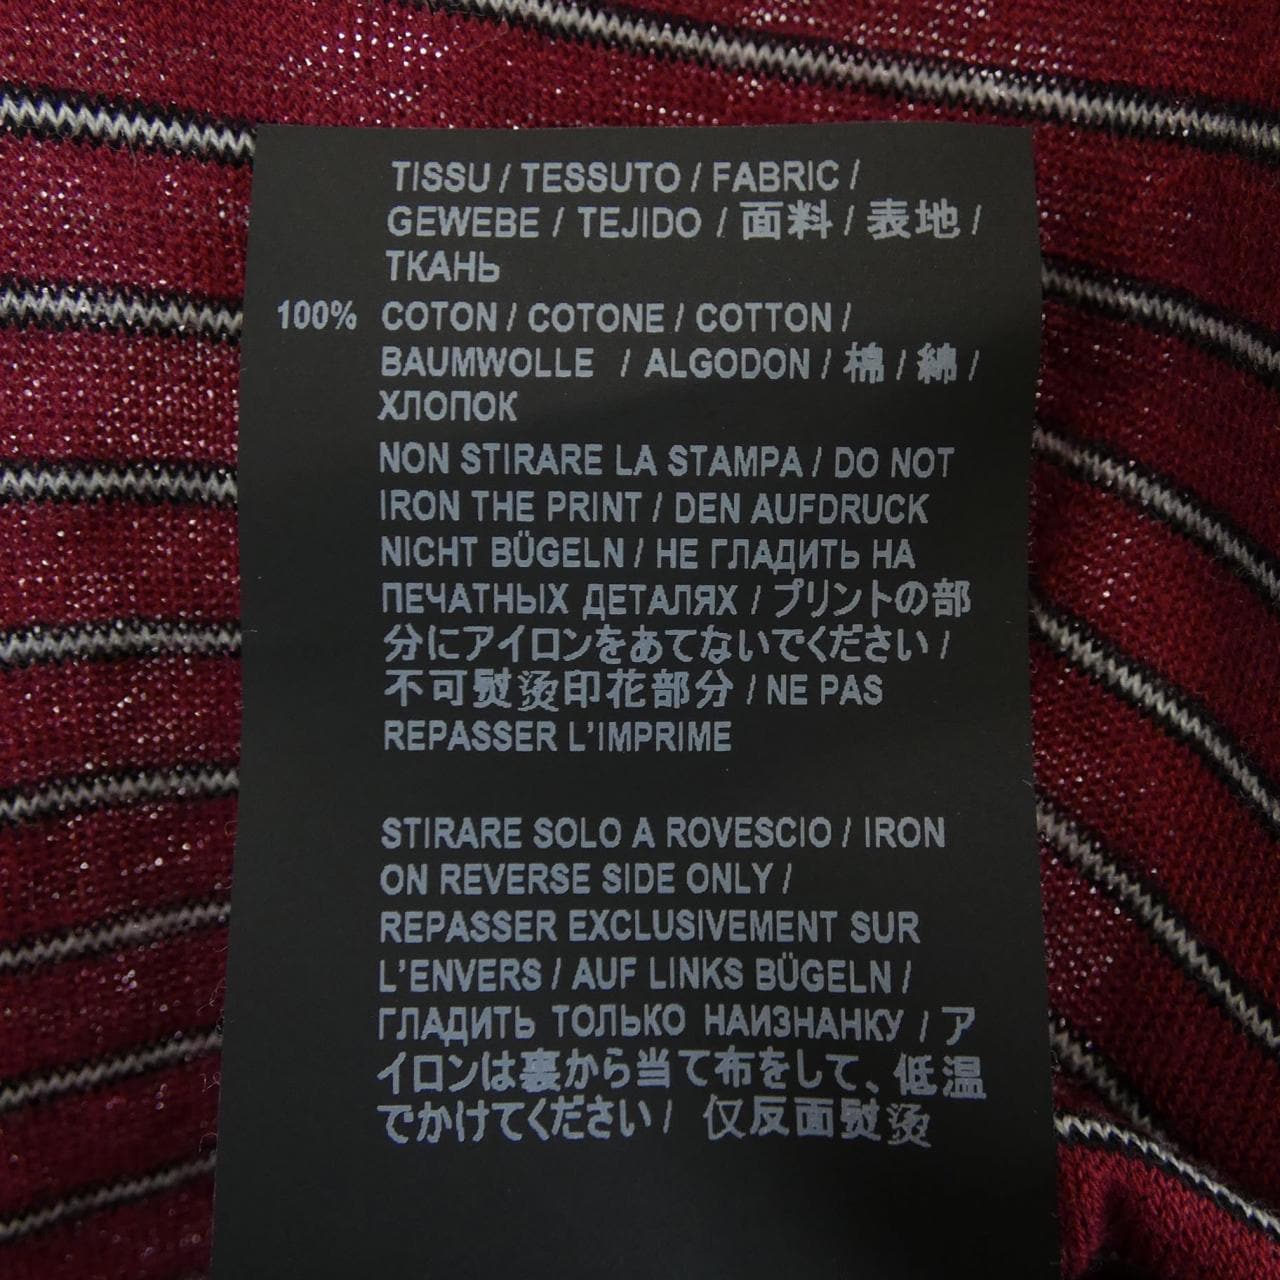 TISSU / TESSUTO / FABRIC /
GEWEBE / TEJIDO / 面料 / 表地 /
ТКАНЬ
100% COTON / COTONE / COTTON /
BAUMWOLLE / ALGODON / 棉 / 綿 /
ХЛОПОК
NON STIRARE LA STAMPA / DO NOT
IRON THE PRINT / DEN AUFDRUCK
NICHT BÜGELN / НЕ ГЛАДИТЬ НА
ПЕЧАТНЫХ ДЕТАЛЯХ / プリントの部
分にアイロンをあてないでください /
不可熨烫印花部分 / NE PAS
REPASSER L'IMPRIME
STIRARE SOLO A ROVESCIO / IRON
ON REVERSE SIDE ONLY /
REPASSER EXCLUSIVEMENT SUR
L'ENVERS / AUF LINKS BÜGELN /
ГЛАДИТЬ ТОЛЬКО НАИЗНАНКУ / ア
イロンは裏から当て布をして、低温
でかけてください / 仅反面熨烫